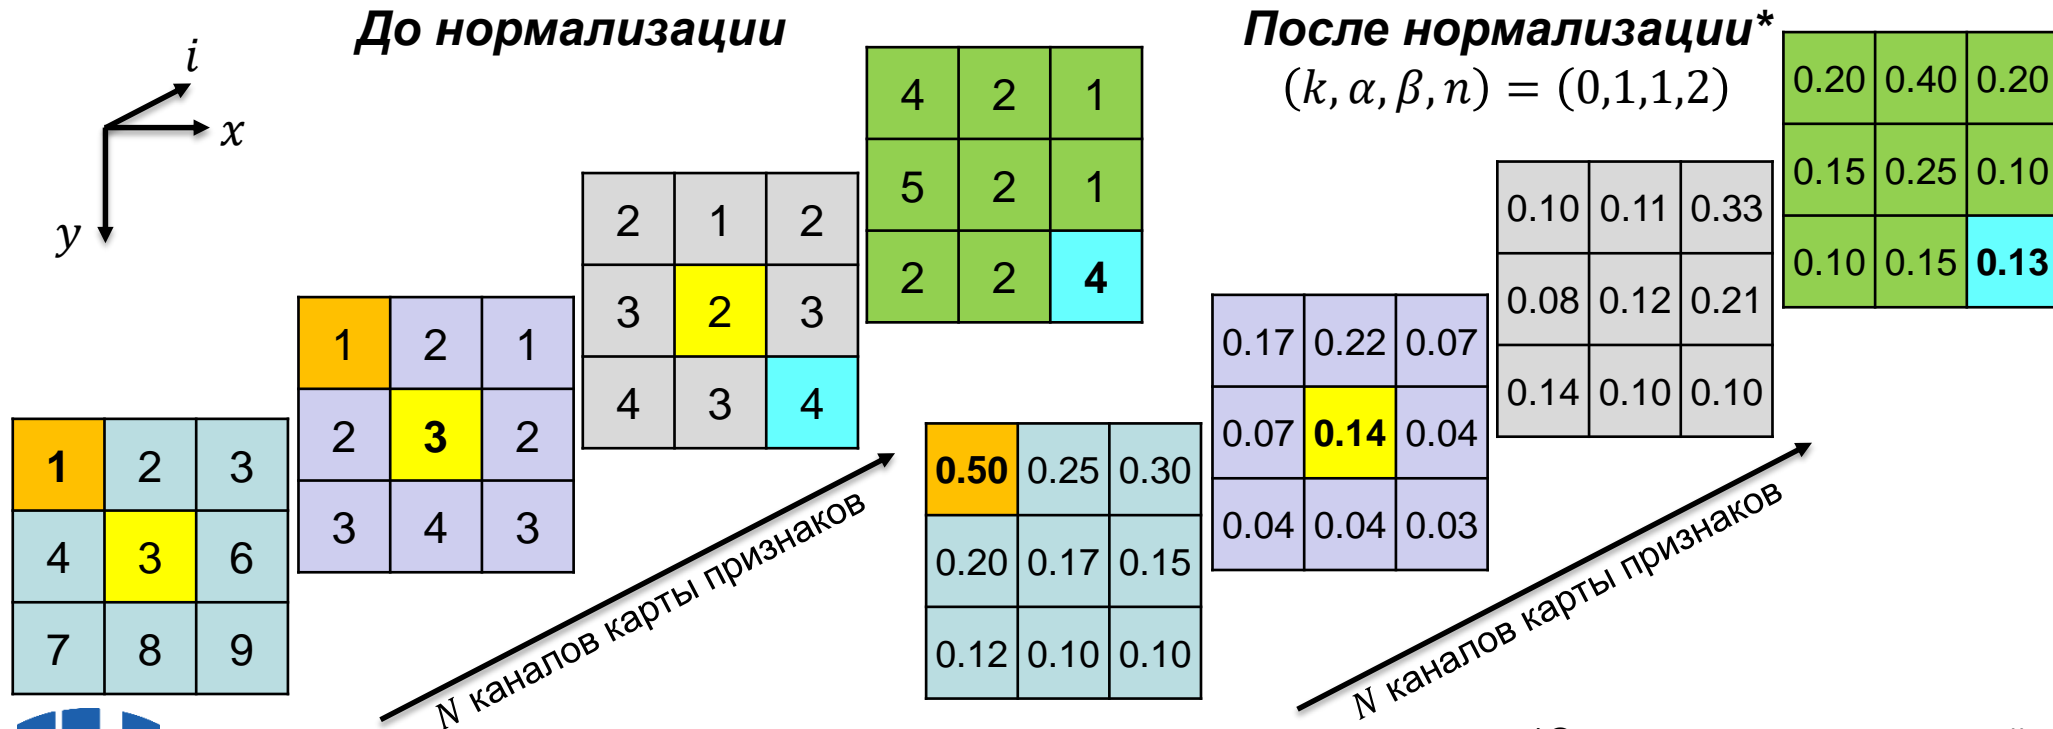 До нормализации
После нормализации*
(k, α, β, n) = (0,1,1,2)
i
x
y
1 2 3
4 3 6
7 8 9
1 2 1
2 3 2
3 4 3
2 1 2
3 2 3
4 3 4
4 2 1
5 2 1
2 2 4
N каналов карты признаков
0.50 0.25 0.30
0.20 0.17 0.15
0.12 0.10 0.10
0.17 0.22 0.07
0.07 0.14 0.04
0.04 0.04 0.03
0.10 0.11 0.33
0.08 0.12 0.21
0.14 0.10 0.10
0.20 0.40 0.20
0.15 0.25 0.10
0.10 0.15 0.13
N каналов карты признаков